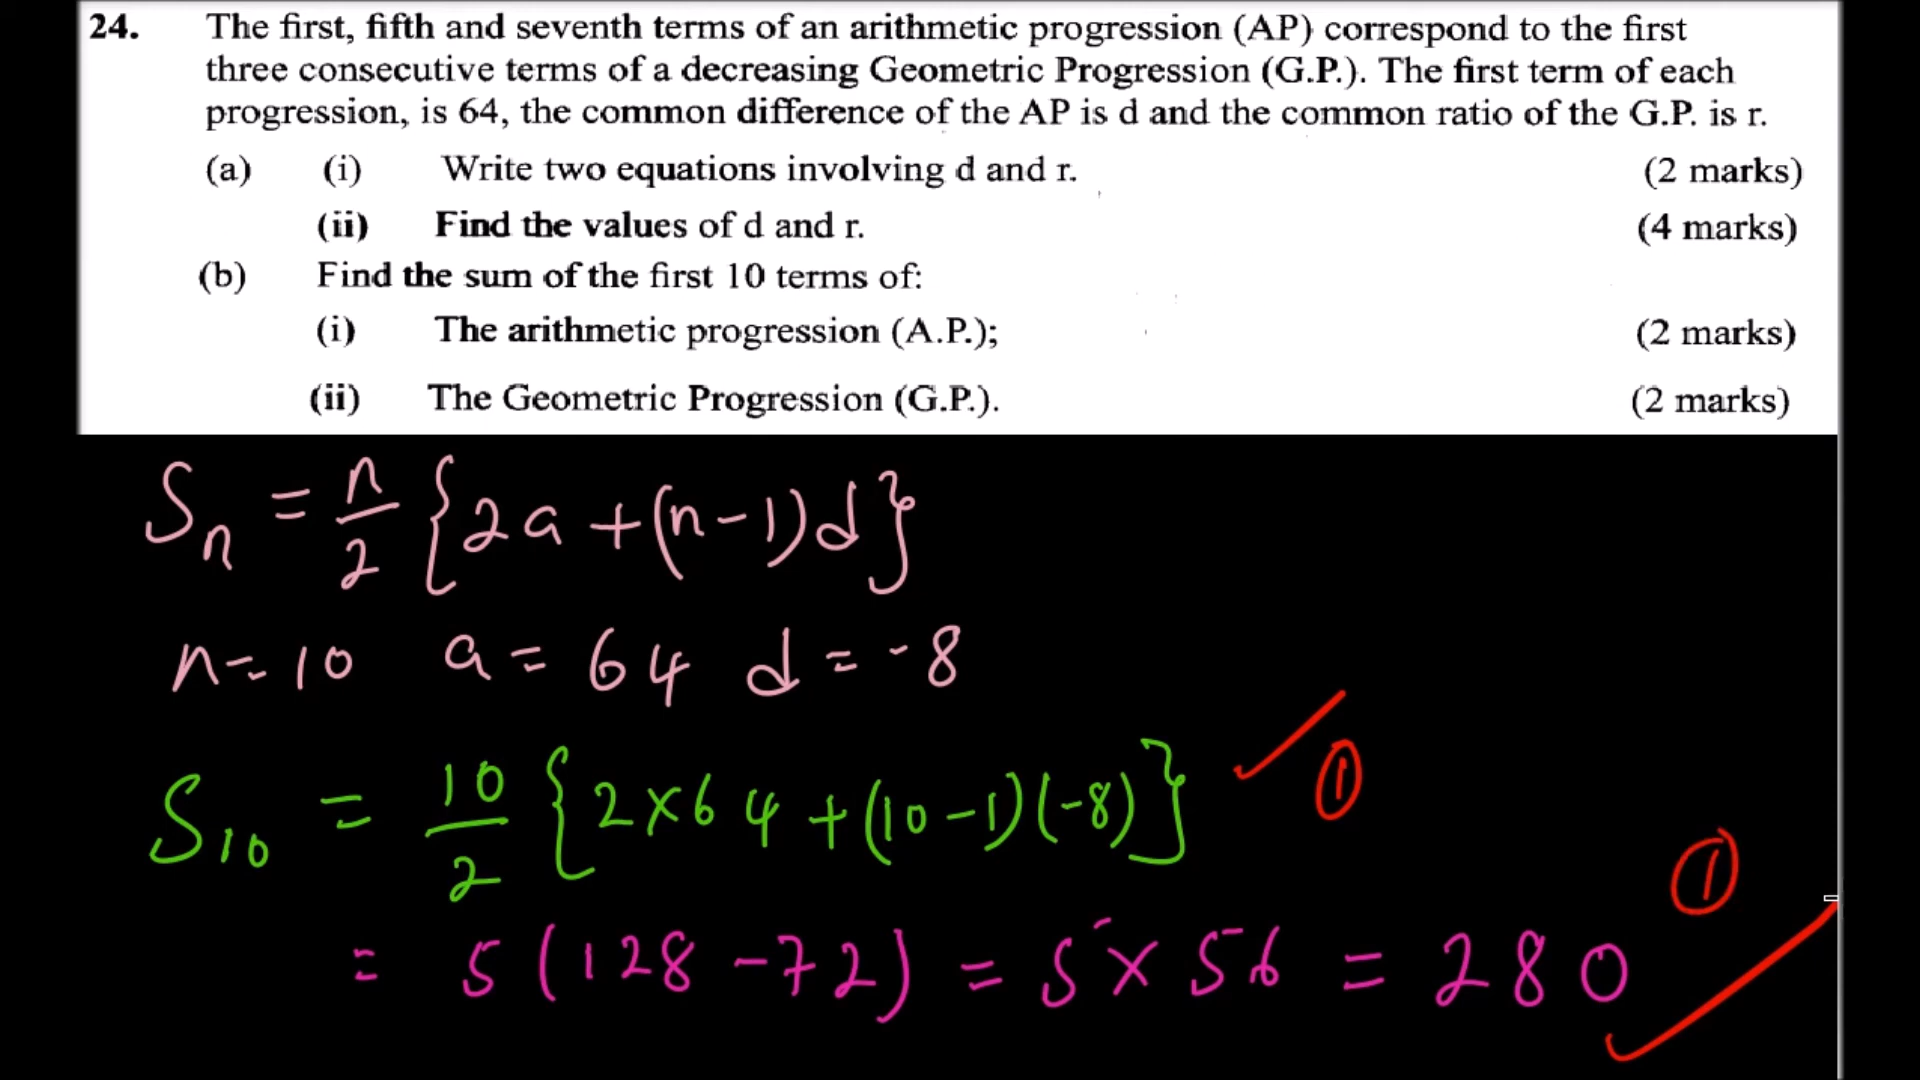 24. The first, fifth and seventh terms of an arithmetic progression (AP) correspond to the first
three consecutive terms of a decreasing Geometric Progression (G.P.). The first term of each
progression, is 64, the common difference of the AP is d and the common ratio of the G.P. is r.
(a) (i) Write two equations involving d and r. (2 marks)
(ii) Find the values of d and r. (4 marks)
(b) Find the sum of the first 10 terms of:
(i) The arithmetic progression (A.P.); (2 marks)
(ii) The Geometric Progression (G.P.). (2 marks)
Sₙ = n/2 {2a + (n-1)d}
n = 10 a = 64 d = -8
S₁₀ = 10/2 {2×64 + (10-1)(-8)} ✓ ①
= 5(128 - 72) = 5 × 56 = 280 ✓ ①